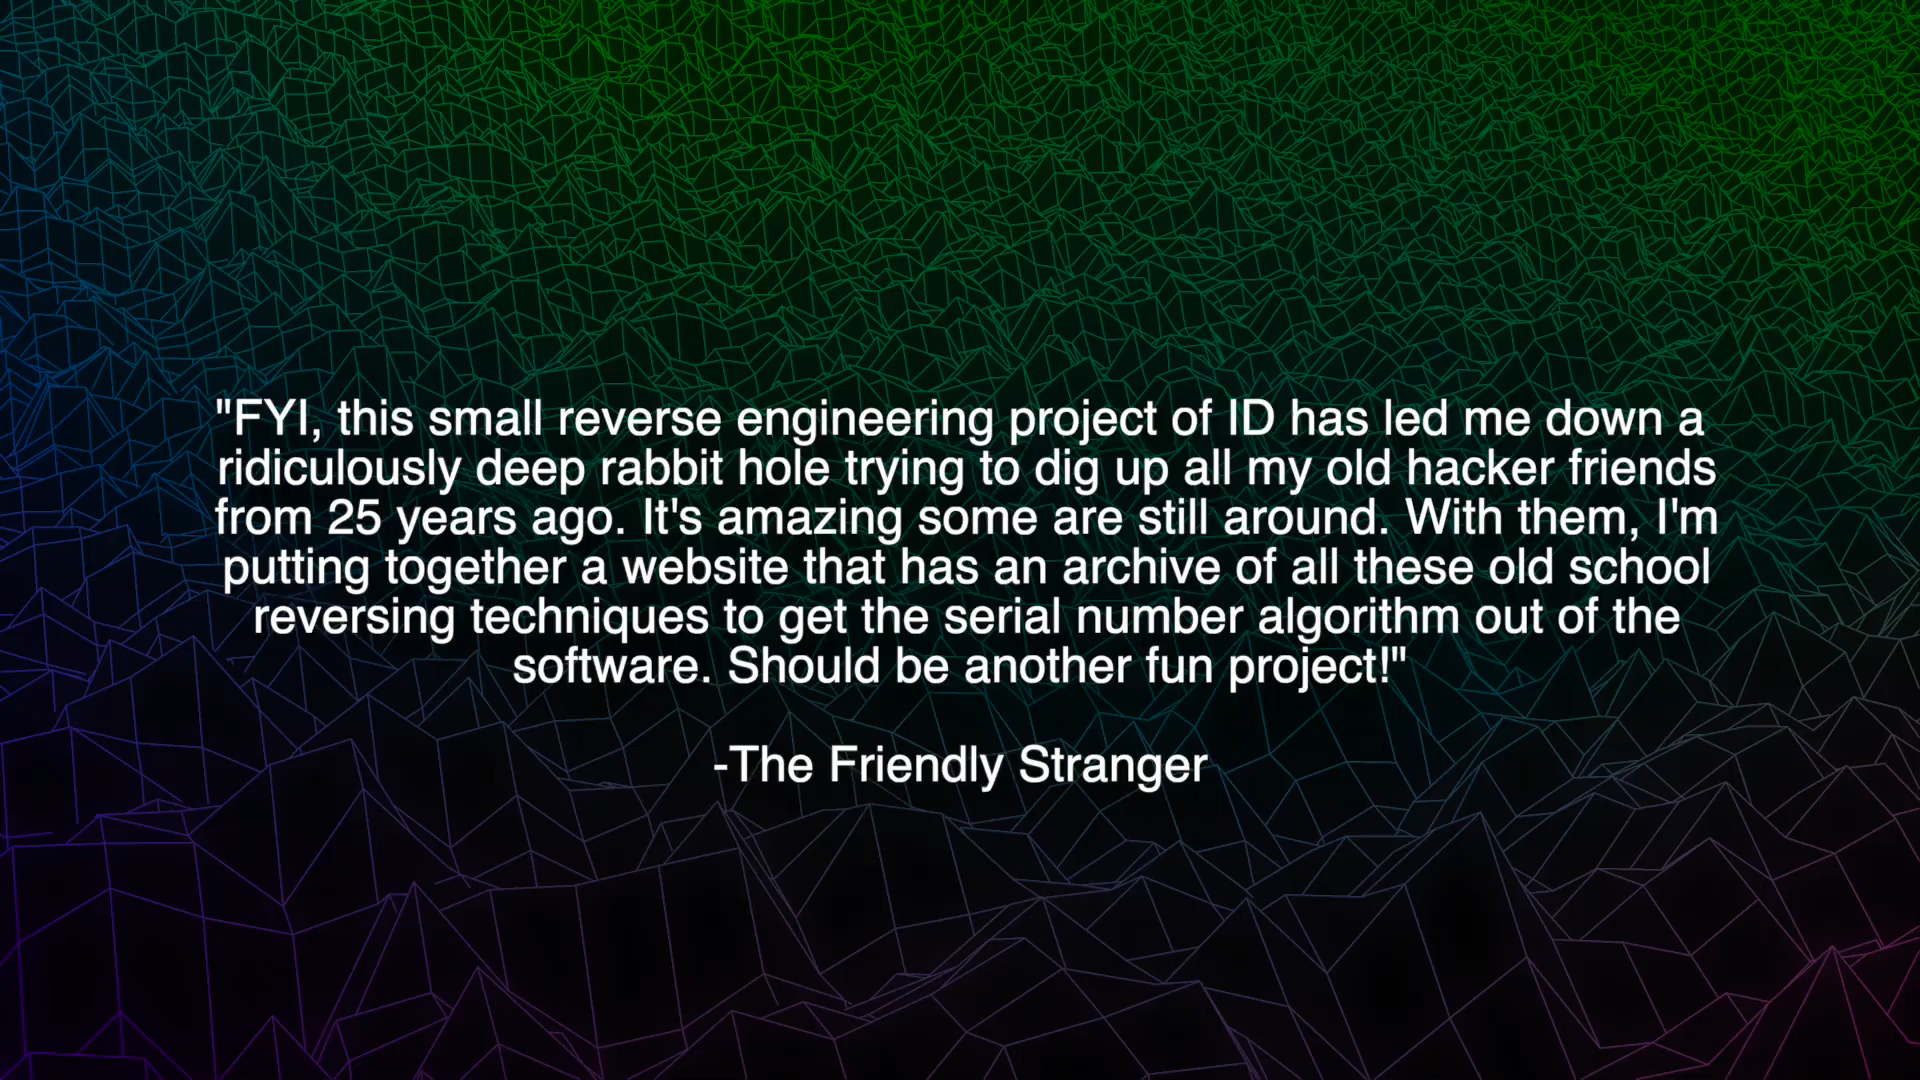 "FYI, this small reverse engineering project of ID has led me down a
ridiculously deep rabbit hole trying to dig up all my old hacker friends
from 25 years ago. It's amazing some are still around. With them, I'm
putting together a website that has an archive of all these old school
reversing techniques to get the serial number algorithm out of the
software. Should be another fun project!"
-The Friendly Stranger